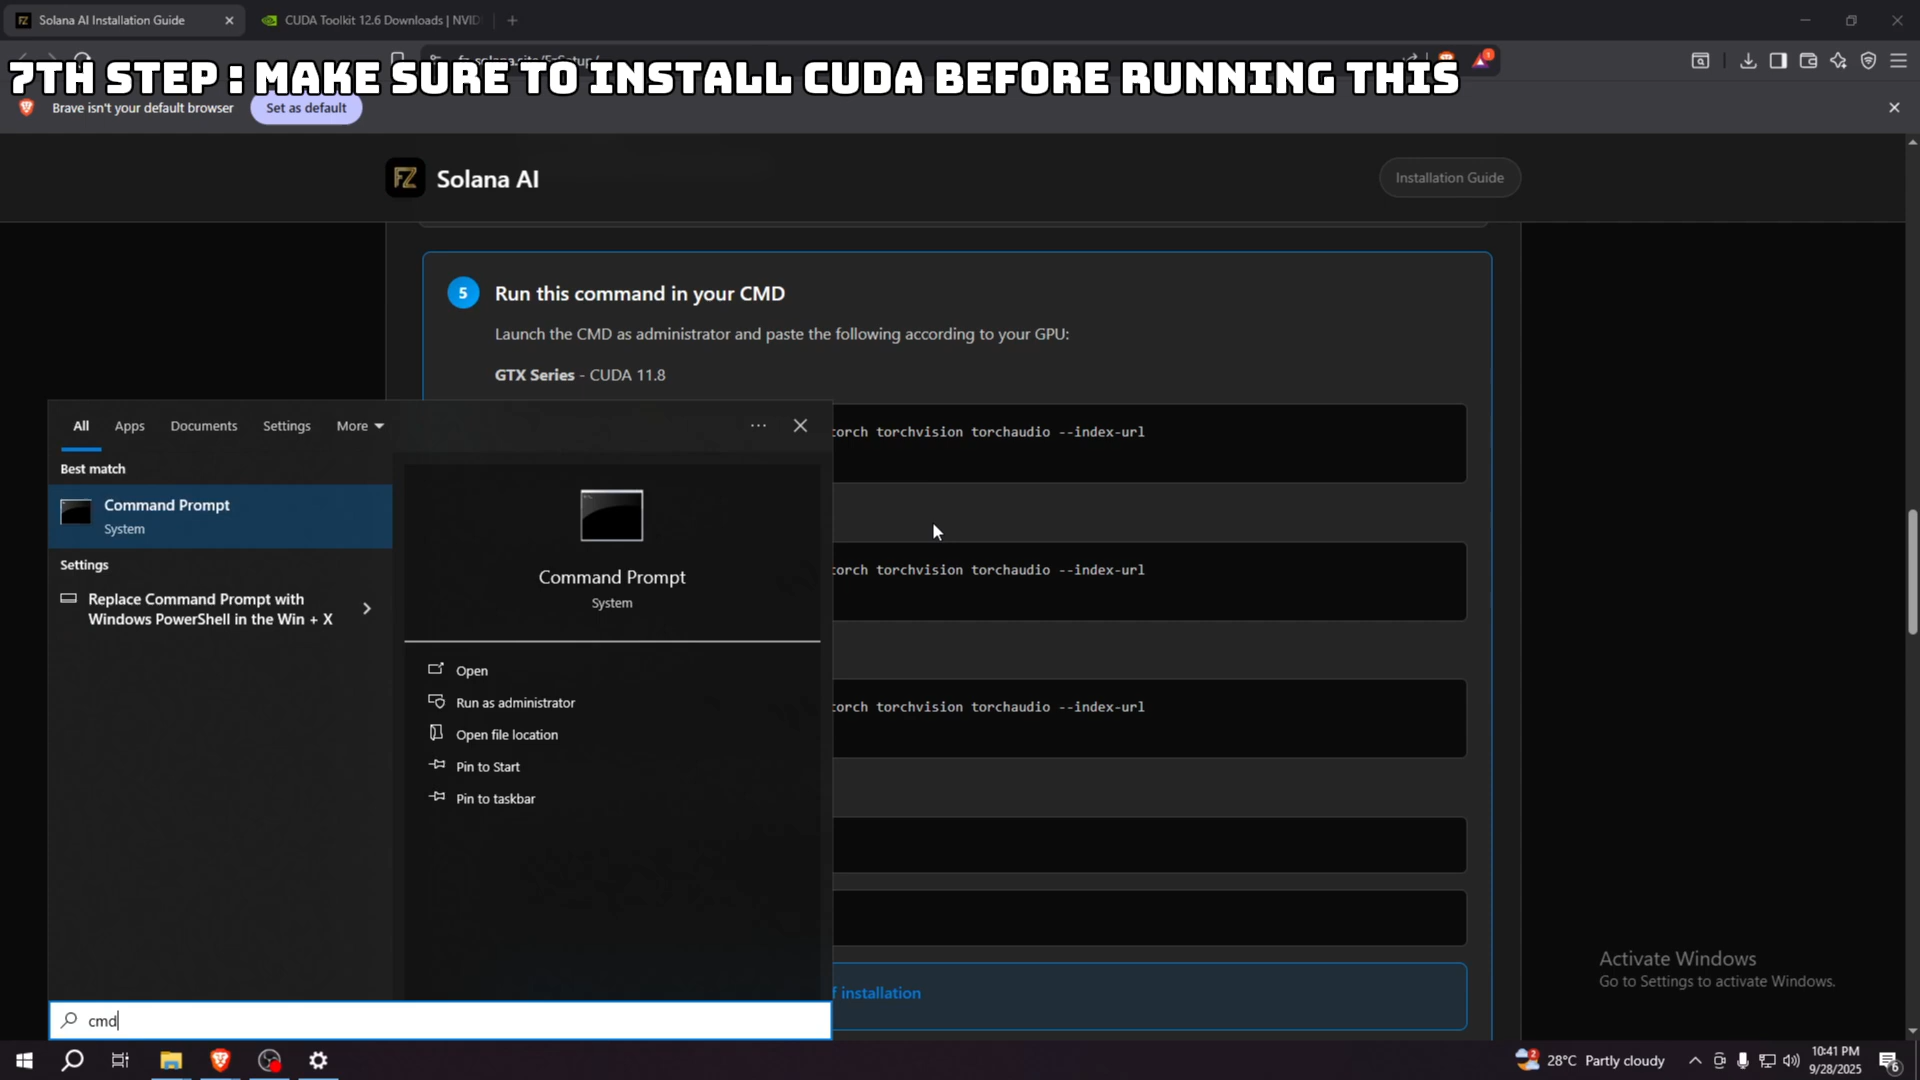 Solana AI Installation Guide
CUDA Toolkit 12.6 Downloads | NVIDI
7TH STEP : MAKE SURE TO INSTALL CUDA BEFORE RUNNING THIS
Brave isn't your default browser
Set as default
FZ
Solana AI
Installation Guide
5
Run this command in your CMD
Launch the CMD as administrator and paste the following according to your GPU:
GTX Series - CUDA 11.8
torchvision torchaudio --index-url
torchvision torchaudio --index-url
torchvision torchaudio --index-url
installation
All
Apps
Documents
Settings
More
Best match
Command Prompt
System
Settings
Replace Command Prompt with
Windows PowerShell in the Win + X
Command Prompt
System
Open
Run as administrator
Open file location
Pin to Start
Pin to taskbar
cmd
Activate Windows
Go to Settings to activate Windows.
28°C Partly cloudy
10:41 PM
9/28/2025